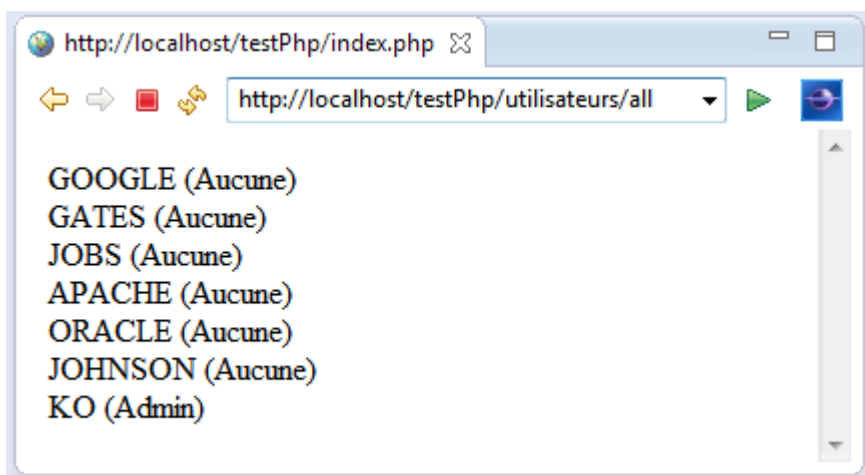 http://localhost/testPhp/index.php
http://localhost/testPhp/utilisateurs/all
GOOGLE (Aucune)
GATES (Aucune)
JOBS (Aucune)
APACHE (Aucune)
ORACLE (Aucune)
JOHNSON (Aucune)
KO (Admin)